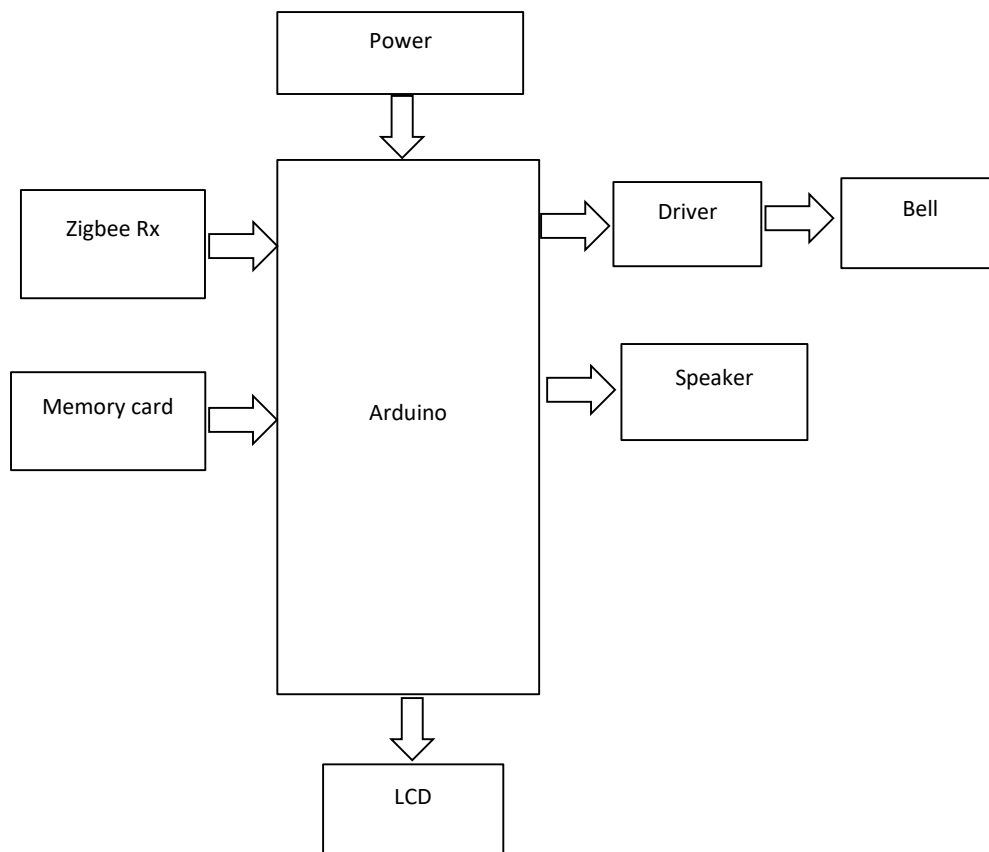 Power
Zigbee Rx
Driver
Bell
Memory card
Arduino
Speaker
LCD